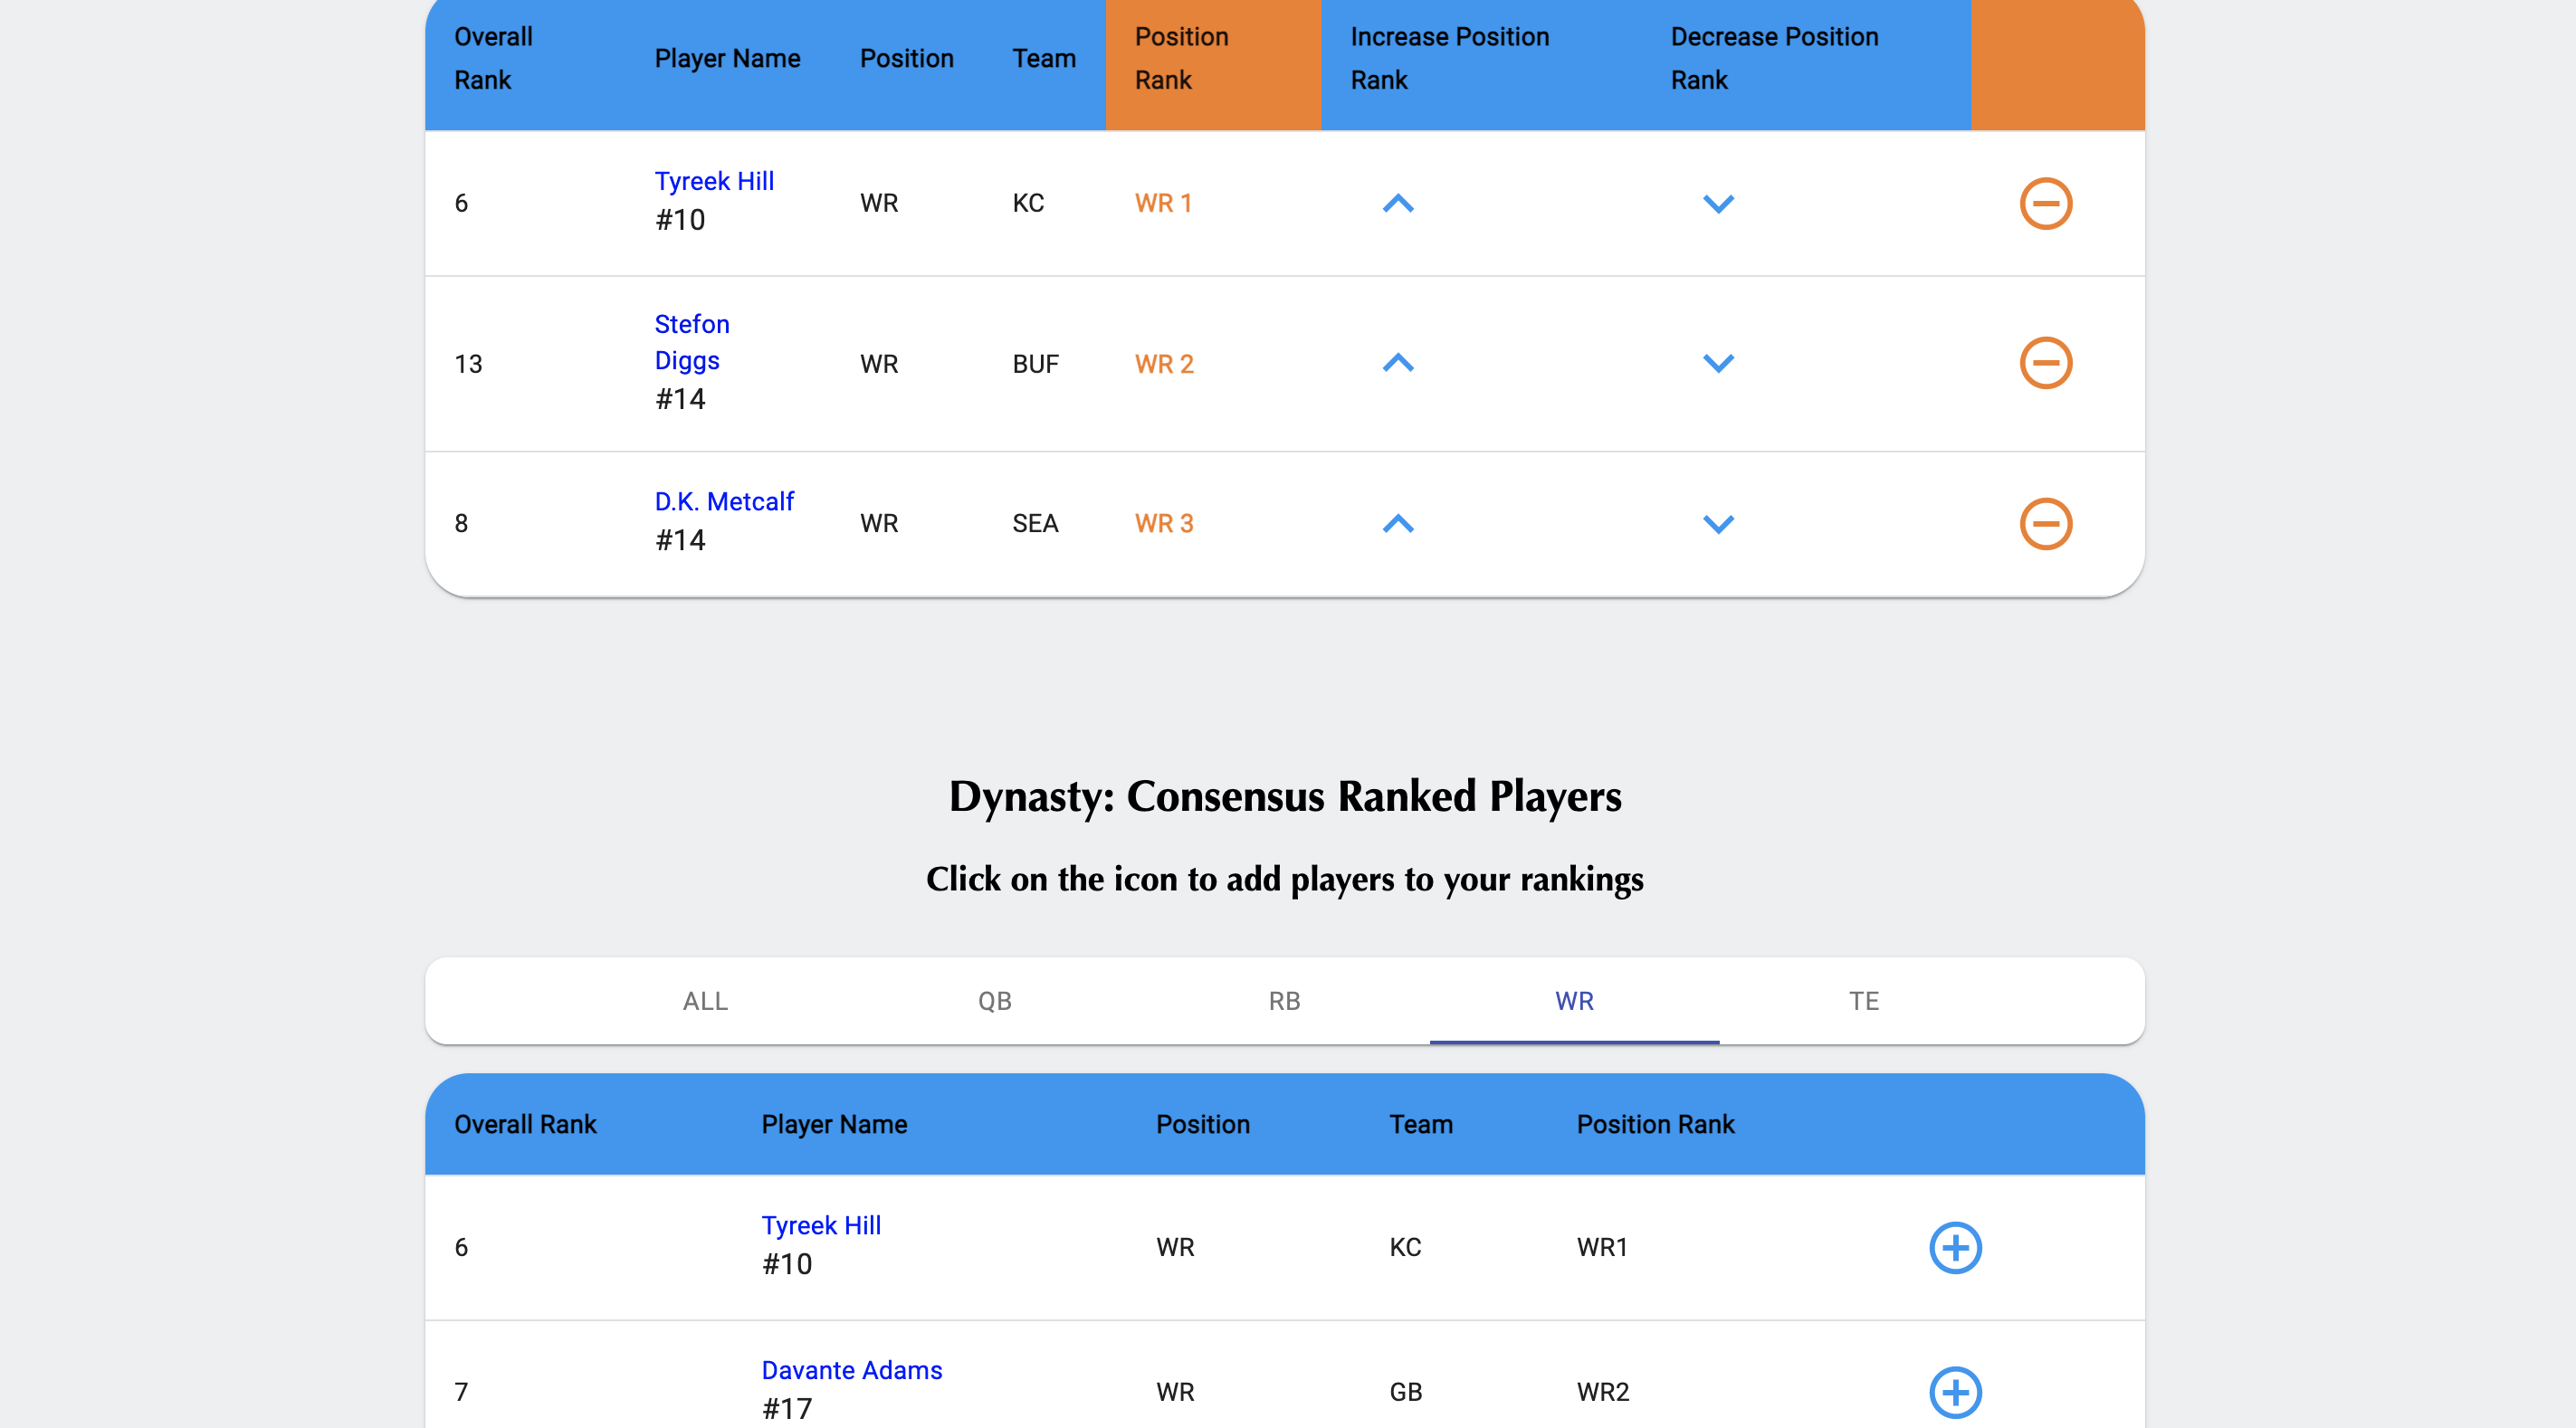 Overall Rank Player Name Position Team Position Rank Increase Position Rank Decrease Position Rank
6 Tyreek Hill #10 WR KC WR 1
13 Stefon Diggs #14 WR BUF WR 2
8 D.K. Metcalf #14 WR SEA WR 3
Dynasty: Consensus Ranked Players
Click on the icon to add players to your rankings
ALL QB RB WR TE
Overall Rank Player Name Position Team Position Rank
6 Tyreek Hill #10 WR KC WR1
7 Davante Adams #17 WR GB WR2